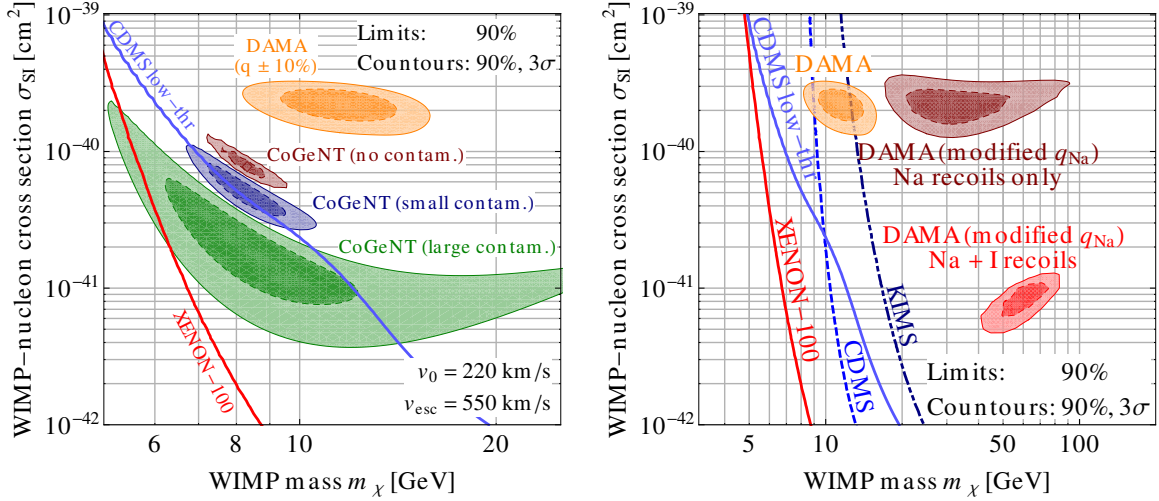 WIMP−nucleon cross section σSI [cm²]
10⁻³⁹
10⁻⁴⁰
10⁻⁴¹
10⁻⁴²
CDMS low−thr
DAMA
(q ± 10%)
Limits: 90%
Countours: 90%, 3σ
CoGeNT (no contam.)
CoGeNT (small contam.)
CoGeNT (large contam.)
XENON−100
v₀ = 220 km/s
vesc = 550 km/s
6 8 10 20
WIMP mass mχ [GeV]
WIMP−nucleon cross section σSI [cm²]
10⁻³⁹
10⁻⁴⁰
10⁻⁴¹
10⁻⁴²
CDMS low−thr
DAMA
DAMA (modified qNa)
Na recoils only
DAMA (modified qNa)
Na + I recoils
XENON−100
CDMS
KIMS
Limits: 90%
Countours: 90%, 3σ
5 10 50 100
WIMP mass mχ [GeV]